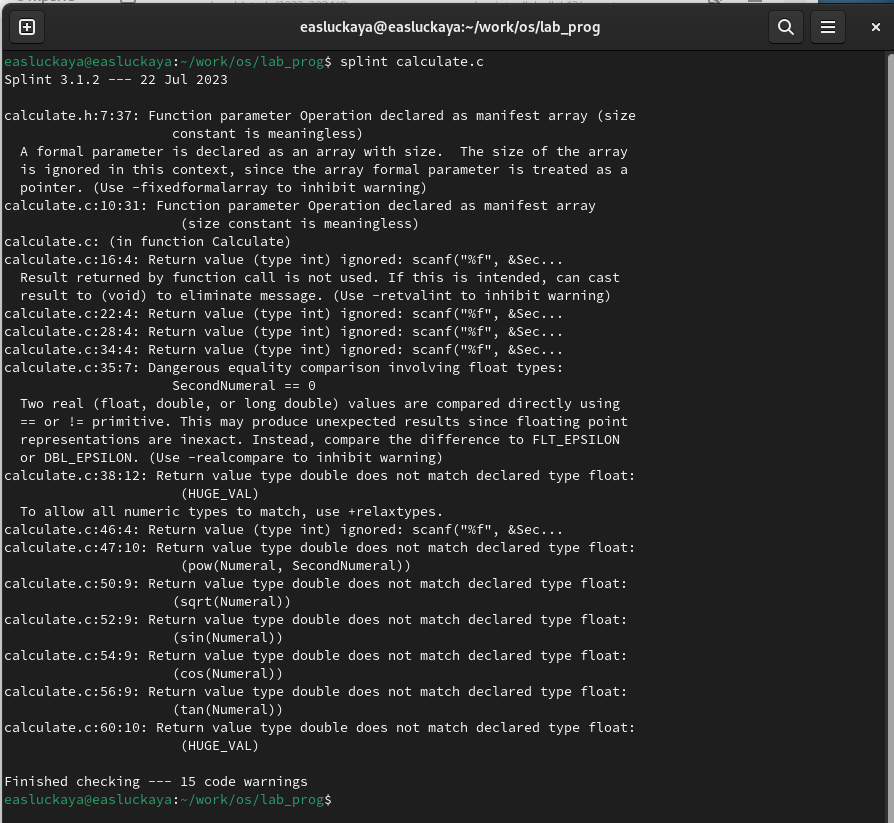 easluckaya@easluckaya:~/work/os/lab_prog
easluckaya@easluckaya:~/work/os/lab_prog$ splint calculate.c
Splint 3.1.2 --- 22 Jul 2023

calculate.h:7:37: Function parameter Operation declared as manifest array (size
                     constant is meaningless)
  A formal parameter is declared as an array with size.  The size of the array
  is ignored in this context, since the array formal parameter is treated as a
  pointer. (Use -fixedformalarray to inhibit warning)
calculate.c:10:31: Function parameter Operation declared as manifest array
                      (size constant is meaningless)
calculate.c: (in function Calculate)
calculate.c:16:4: Return value (type int) ignored: scanf("%f", &Sec...
  Result returned by function call is not used. If this is intended, can cast
  result to (void) to eliminate message. (Use -retvalint to inhibit warning)
calculate.c:22:4: Return value (type int) ignored: scanf("%f", &Sec...
calculate.c:28:4: Return value (type int) ignored: scanf("%f", &Sec...
calculate.c:34:4: Return value (type int) ignored: scanf("%f", &Sec...
calculate.c:35:7: Dangerous equality comparison involving float types:
                     SecondNumeral == 0
  Two real (float, double, or long double) values are compared directly using
  == or != primitive. This may produce unexpected results since floating point
  representations are inexact. Instead, compare the difference to FLT_EPSILON
  or DBL_EPSILON. (Use -realcompare to inhibit warning)
calculate.c:38:12: Return value type double does not match declared type float:
                      (HUGE_VAL)
  To allow all numeric types to match, use +relaxtypes.
calculate.c:46:4: Return value (type int) ignored: scanf("%f", &Sec...
calculate.c:47:10: Return value type double does not match declared type float:
                      (pow(Numeral, SecondNumeral))
calculate.c:50:9: Return value type double does not match declared type float:
                     (sqrt(Numeral))
calculate.c:52:9: Return value type double does not match declared type float:
                     (sin(Numeral))
calculate.c:54:9: Return value type double does not match declared type float:
                     (cos(Numeral))
calculate.c:56:9: Return value type double does not match declared type float:
                     (tan(Numeral))
calculate.c:60:10: Return value type double does not match declared type float:
                      (HUGE_VAL)

Finished checking --- 15 code warnings
easluckaya@easluckaya:~/work/os/lab_prog$